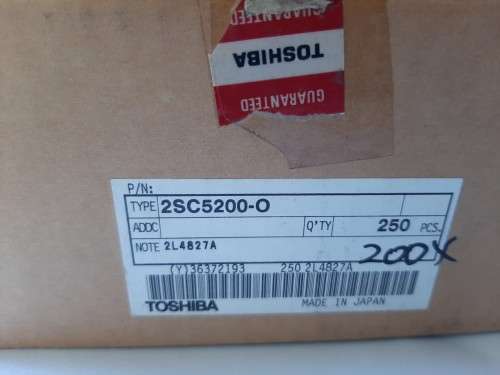 GUARANTEED
TOSHIBA
GUARANTEED
P/N:
TYPE 2SC5200-O
ADDC Q'TY 250 PCS.
NOTE 2L4827A 200X
(Y)36372193 250 2L4827A
TOSHIBA MADE IN JAPAN